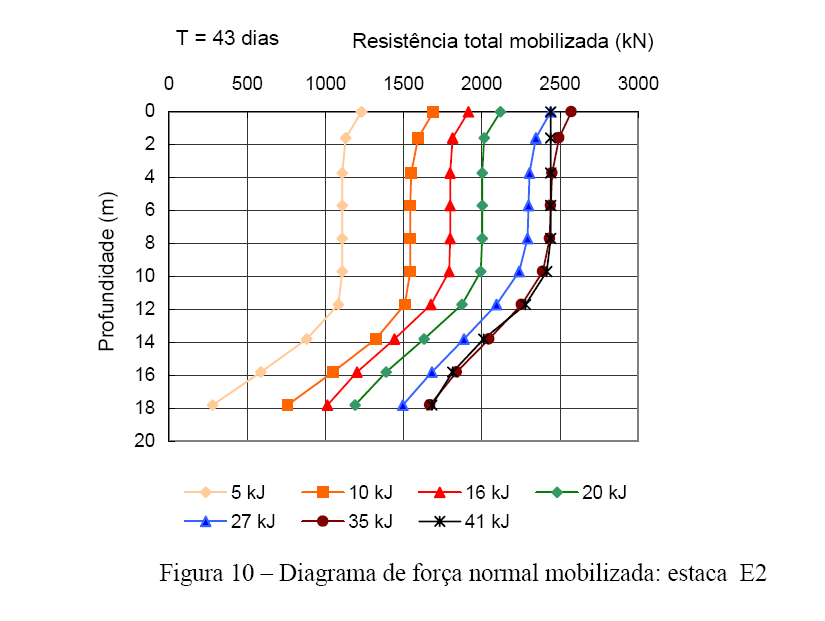 T = 43 dias
Resistência total mobilizada (kN)
0 500 1000 1500 2000 2500 3000
Profundidade (m)
0
2
4
6
8
10
12
14
16
18
20
5 kJ 10 kJ 16 kJ 20 kJ
27 kJ 35 kJ 41 kJ
Figura 10 – Diagrama de força normal mobilizada: estaca E2